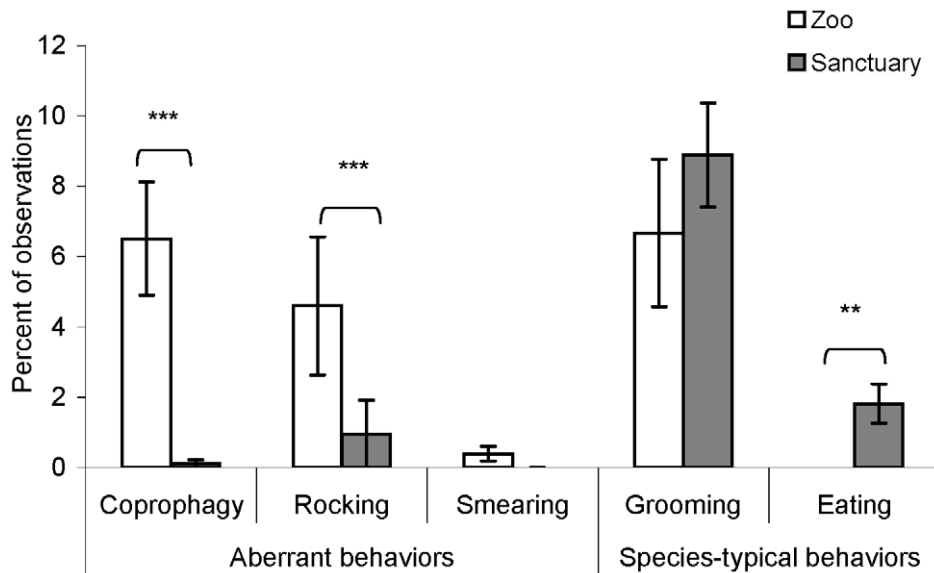 Zoo
Sanctuary
Percent of observations
12
10
8
6
4
2
0
***
***
**
Coprophagy
Rocking
Smearing
Grooming
Eating
Aberrant behaviors
Species-typical behaviors